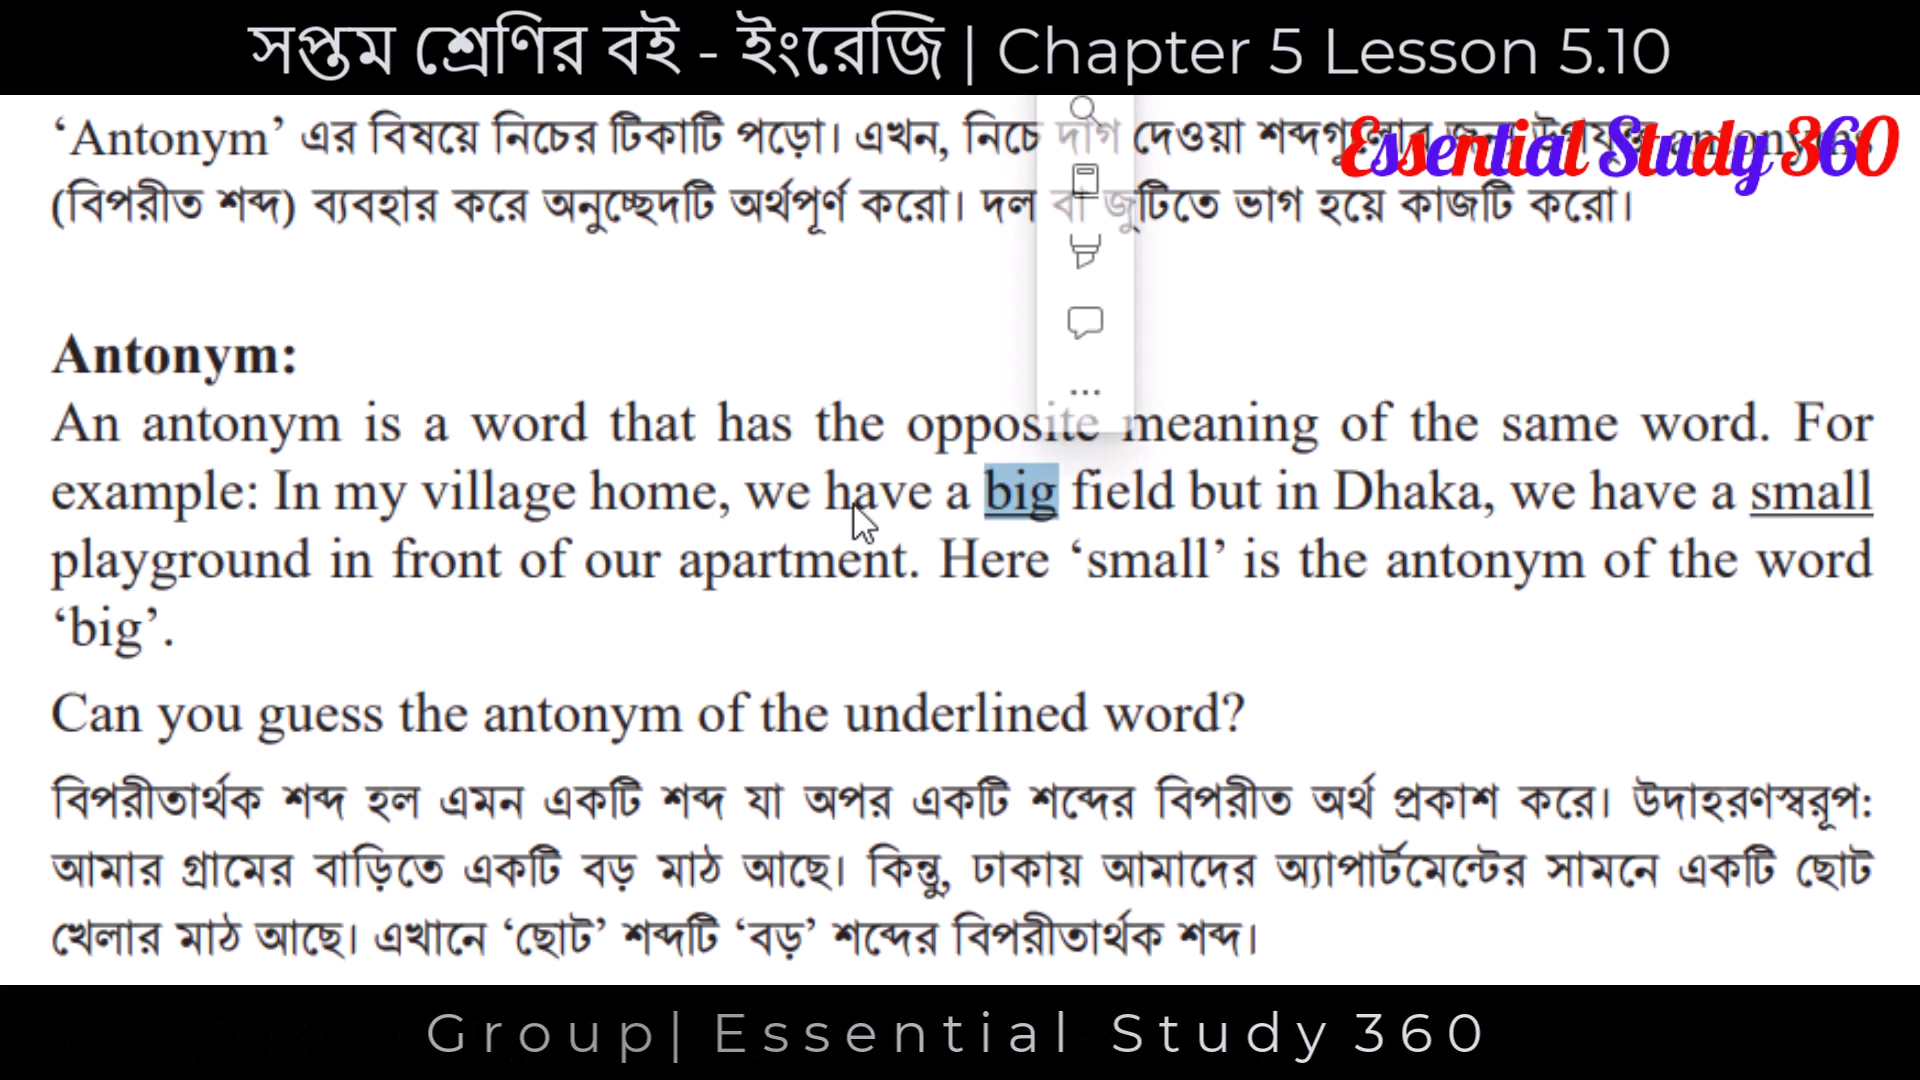 সপ্তম শ্রেণির বই - ইংরেজি | Chapter 5 Lesson 5.10
‘Antonym’ এর বিষয়ে নিচের টিকাটি পড়ো। এখন, নিচে দাগ দেওয়া শব্দগুলোর জন্য উপযুক্ত antonyms
Essential Study 360
(বিপরীত শব্দ) ব্যবহার করে অনুচ্ছেদটি অর্থপূর্ণ করো। দল বা জুটিতে ভাগ হয়ে কাজটি করো।
Antonym:
An antonym is a word that has the opposite meaning of the same word. For
example: In my village home, we have a big field but in Dhaka, we have a small
playground in front of our apartment. Here ‘small’ is the antonym of the word
‘big’.
Can you guess the antonym of the underlined word?
বিপরীতার্থক শব্দ হল এমন একটি শব্দ যা অপর একটি শব্দের বিপরীত অর্থ প্রকাশ করে। উদাহরণস্বরূপ:
আমার গ্রামের বাড়িতে একটি বড় মাঠ আছে। কিন্তু, ঢাকায় আমাদের অ্যাপার্টমেন্টের সামনে একটি ছোট
খেলার মাঠ আছে। এখানে ‘ছোট’ শব্দটি ‘বড়’ শব্দের বিপরীতার্থক শব্দ।
Group| Essential Study 360